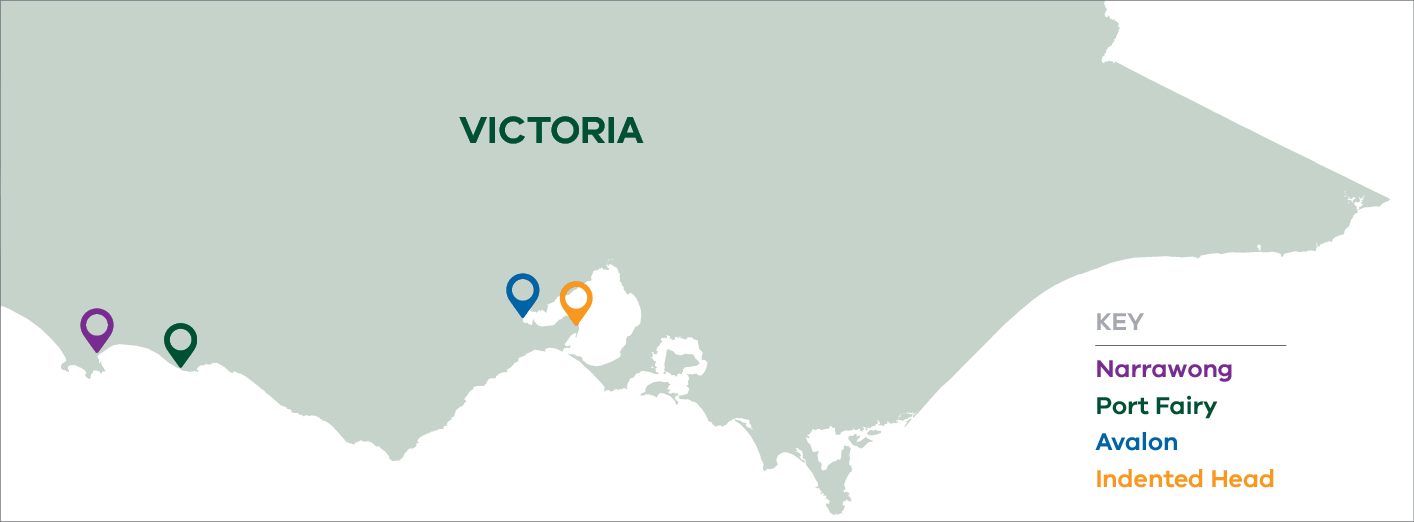 VICTORIA
KEY
Narrawong
Port Fairy
Avalon
Indented Head